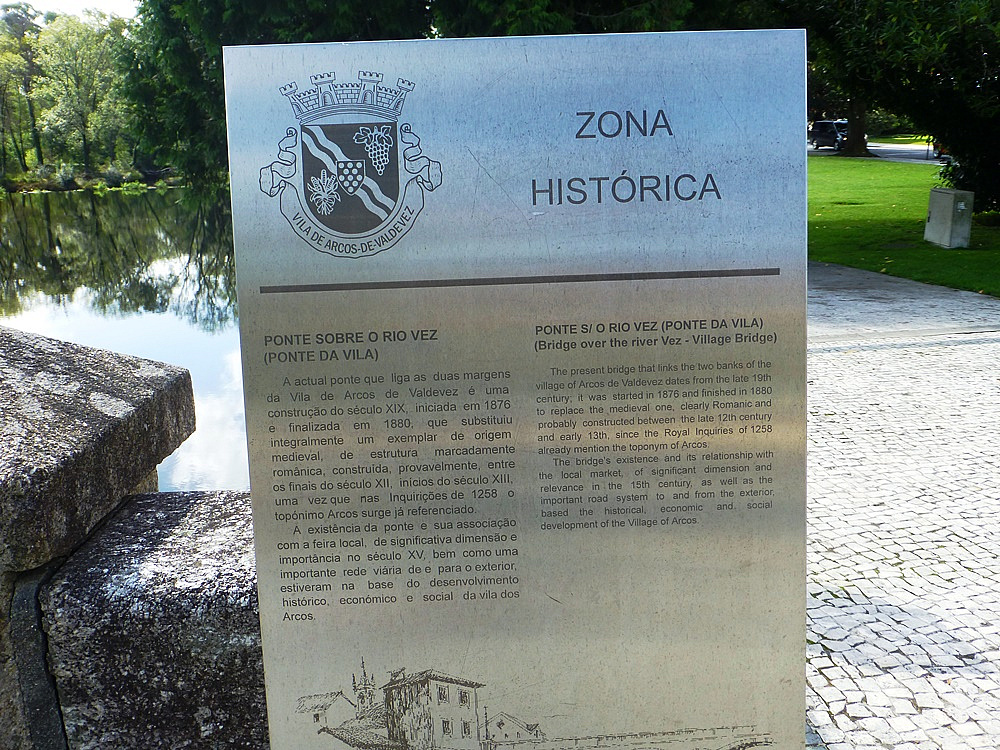 VILA DE ARCOS-DE-VALDEVEZ
ZONA
HISTÓRICA
PONTE SOBRE O RIO VEZ
(PONTE DA VILA)
A actual ponte que liga as duas margens
da Vila de Arcos de Valdevez é uma
construção do século XIX, iniciada em 1876
e finalizada em 1880, que substituiu
integralmente um exemplar de origem
medieval, de estrutura marcadamente
românica, construída, provavelmente, entre
os finais do século XII, inícios do século XIII,
uma vez que nas Inquirições de 1258 o
topónimo Arcos surge já referenciado.
A existência da ponte e sua associação
com a feira local, de significativa dimensão e
importância no século XV, bem como uma
importante rede viária de e para o exterior,
estiveram na base do desenvolvimento
histórico, económico e social da vila dos
Arcos.
PONTE S/ O RIO VEZ (PONTE DA VILA)
(Bridge over the river Vez - Village Bridge)
The present bridge that links the two banks of the
village of Arcos de Valdevez dates from the late 19th
century; it was started in 1876 and finished in 1880
to replace the medieval one, clearly Romanic and
probably constructed between the late 12th century
and early 13th, since the Royal Inquiries of 1258
already mention the toponym of Arcos.
The bridge's existence and its relationship with
the local market, of significant dimension and
relevance in the 15th century, as well as the
important road system to and from the exterior,
based the historical, economic and social
development of the Village of Arcos.